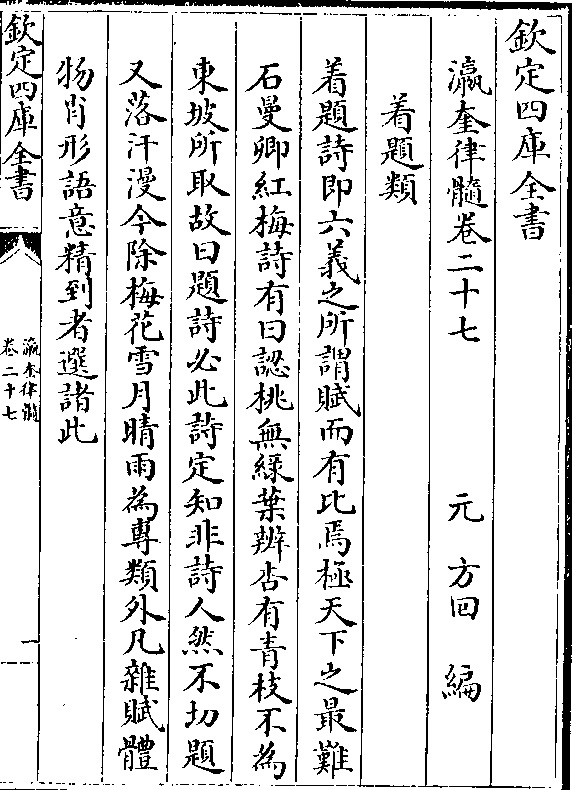 欽定四庫全書
瀛奎律髓卷二十七 元 方回 編
着題類
着題詩即六義之所謂賦而有比焉極天下之最難
石曼卿紅梅詩有曰認桃無綠葉辨杏有青枝不為
東坡所取故曰題詩必此詩定知非詩人然不切題
又落汗漫今除梅花雪月晴雨為專類外凡雜賦體
物肖形語意精到者選諸此
欽定四庫全書
瀛奎律髓
卷二十七
一